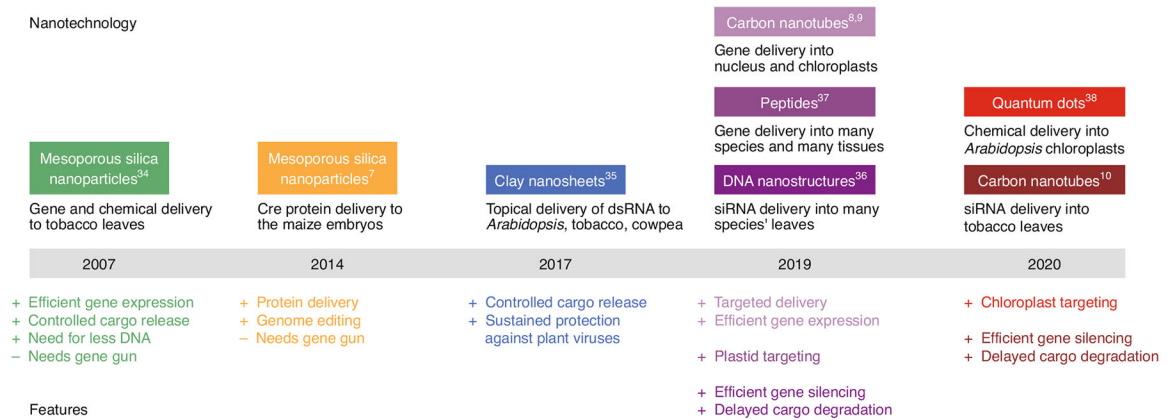 Nanotechnology
Carbon nanotubes8,9
Gene delivery into
nucleus and chloroplasts
Peptides37
Gene delivery into many
species and many tissues
Quantum dots38
Chemical delivery into
Arabidopsis chloroplasts
Mesoporous silica
nanoparticles34
Gene and chemical delivery
to tobacco leaves
Mesoporous silica
nanoparticles7
Cre protein delivery to
the maize embryos
Clay nanosheets35
Topical delivery of dsRNA to
Arabidopsis, tobacco, cowpea
DNA nanostructures36
siRNA delivery into many
species' leaves
Carbon nanotubes10
siRNA delivery into
tobacco leaves
2007
2014
2017
2019
2020
+ Efficient gene expression
+ Controlled cargo release
+ Need for less DNA
– Needs gene gun
+ Protein delivery
+ Genome editing
– Needs gene gun
+ Controlled cargo release
+ Sustained protection
against plant viruses
+ Targeted delivery
+ Efficient gene expression
+ Plastid targeting
+ Efficient gene silencing
+ Delayed cargo degradation
+ Chloroplast targeting
+ Efficient gene silencing
+ Delayed cargo degradation
Features